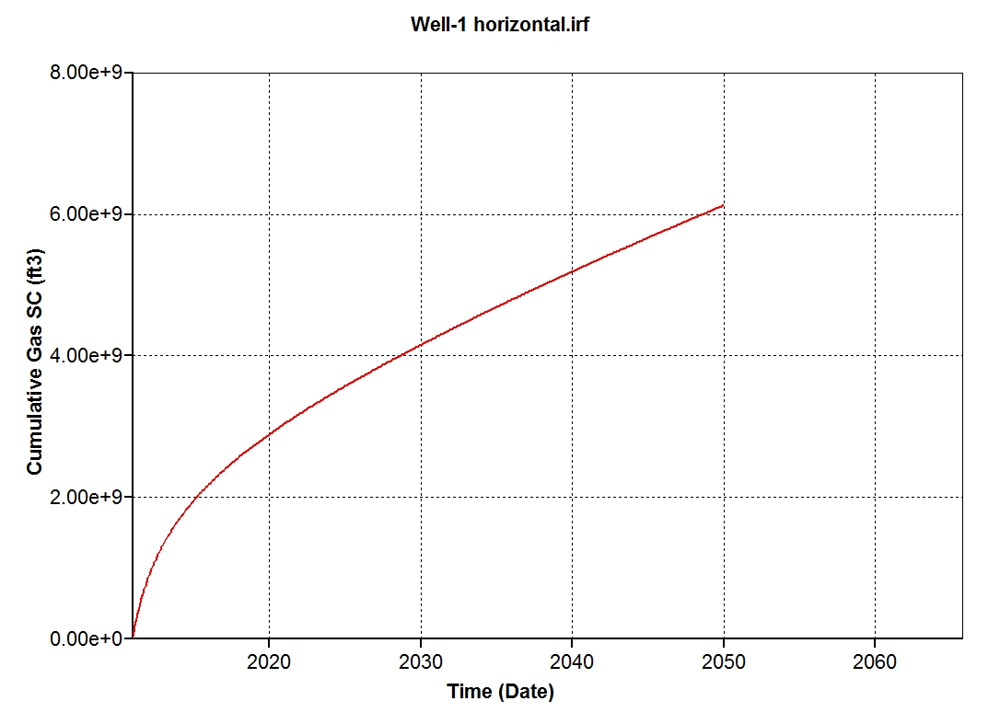 Well-1 horizontal.irf
8.00e+9
6.00e+9
4.00e+9
2.00e+9
0.00e+0
Cumulative Gas SC (ft3)
2020 2030 2040 2050 2060
Time (Date)